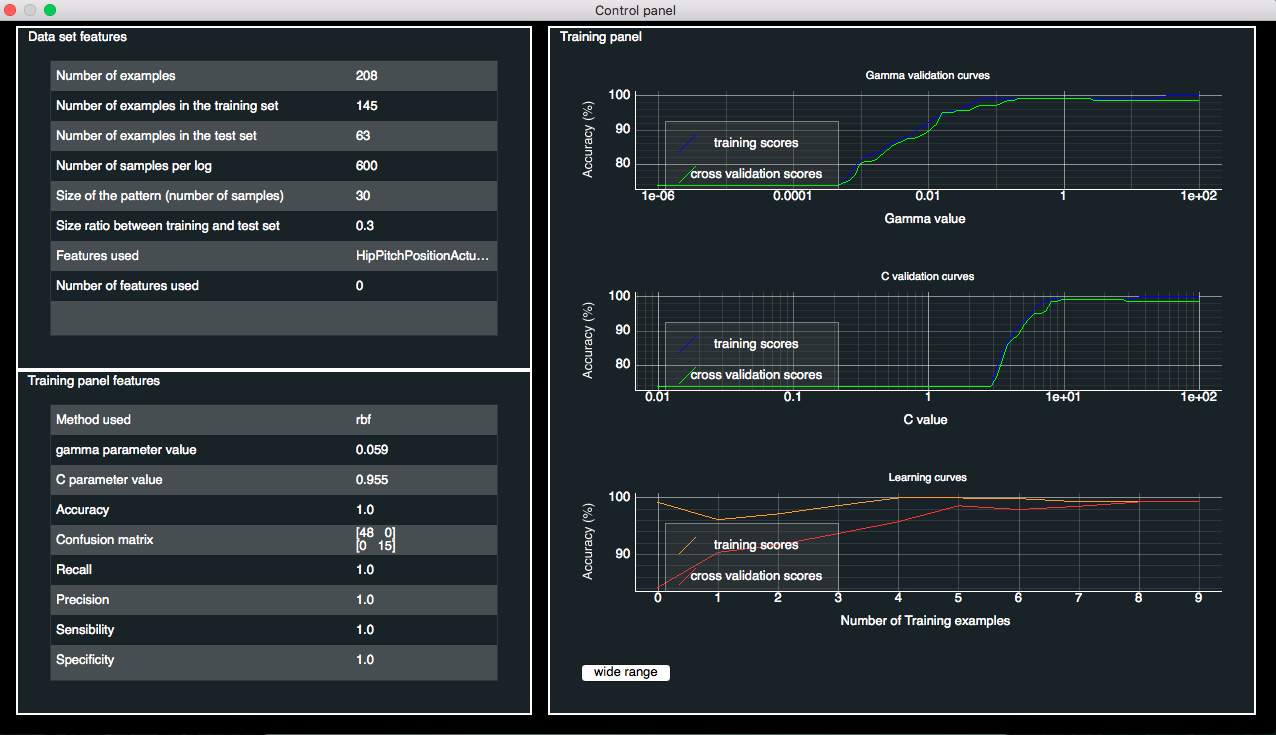 Control panel
Data set features
Number of examples 208
Number of examples in the training set 145
Number of examples in the test set 63
Number of samples per log 600
Size of the pattern (number of samples) 30
Size ratio between training and test set 0.3
Features used HipPitchPositionActu...
Number of features used 0
Training panel features
Method used rbf
gamma parameter value 0.059
C parameter value 0.955
Accuracy 1.0
Confusion matrix [48 0]
[0 15]
Recall 1.0
Precision 1.0
Sensibility 1.0
Specificity 1.0
Training panel
Gamma validation curves
Accuracy (%)
100
90
80
training scores
cross validation scores
1e-06 0.0001 0.01 1 1e+02
Gamma value
C validation curves
Accuracy (%)
100
90
80
training scores
cross validation scores
0.01 0.1 1 1e+01 1e+02
C value
Learning curves
Accuracy (%)
100
90
training scores
cross validation scores
0 1 2 3 4 5 6 7 8 9
Number of Training examples
wide range